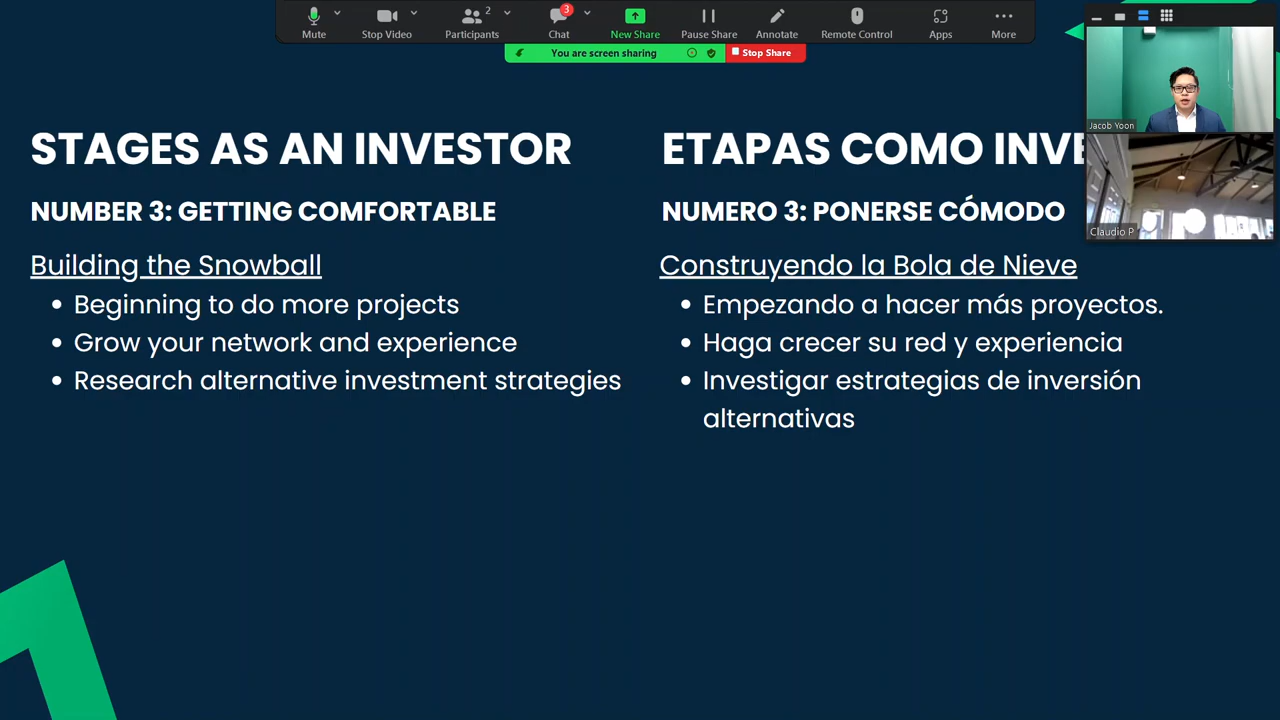 2
3
Mute
Stop Video
Participants
Chat
New Share
Pause Share
Annotate
Remote Control
Apps
More
You are screen sharing
Stop Share
Jacob Yoon
Claudio P
STAGES AS AN INVESTOR
NUMBER 3: GETTING COMFORTABLE
Building the Snowball
• Beginning to do more projects
• Grow your network and experience
• Research alternative investment strategies
ETAPAS COMO INVE
NUMERO 3: PONERSE CÓMODO
Construyendo la Bola de Nieve
• Empezando a hacer más proyectos.
• Haga crecer su red y experiencia
• Investigar estrategias de inversión
alternativas